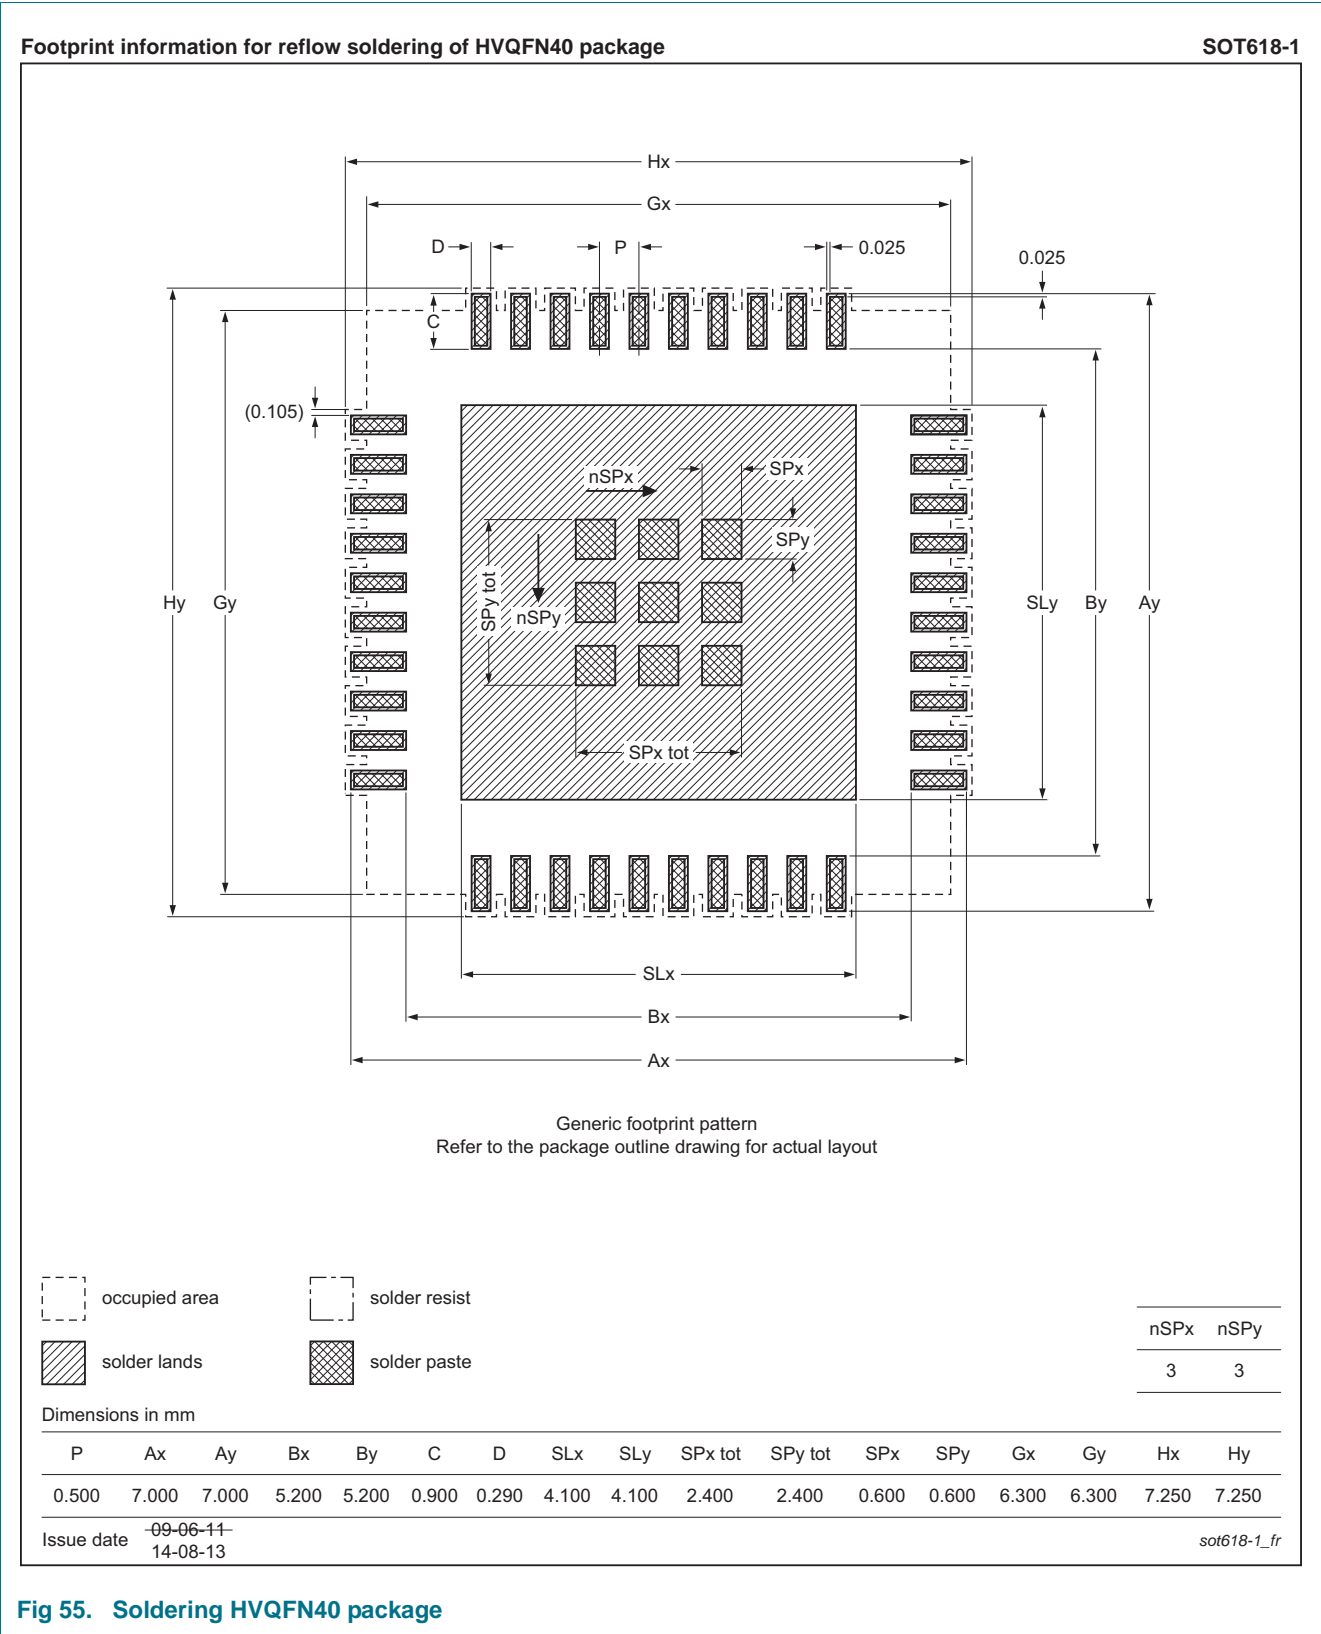 Footprint information for reflow soldering of HVQFN40 package SOT618-1
Hx
Gx
D P 0.025
0.025
C
(0.105)
SPx
nSPx
SPy
SPy tot
nSPy
Hy Gy SLy By Ay
SPx tot
SLx
Bx
Ax
Generic footprint pattern
Refer to the package outline drawing for actual layout
occupied area solder resist
solder lands solder paste
nSPx nSPy
3 3
Dimensions in mm
P Ax Ay Bx By C D SLx SLy SPx tot SPy tot SPx SPy Gx Gy Hx Hy
0.500 7.000 7.000 5.200 5.200 0.900 0.290 4.100 4.100 2.400 2.400 0.600 0.600 6.300 6.300 7.250 7.250
Issue date 09-06-11
14-08-13
sot618-1_fr
Fig 55. Soldering HVQFN40 package